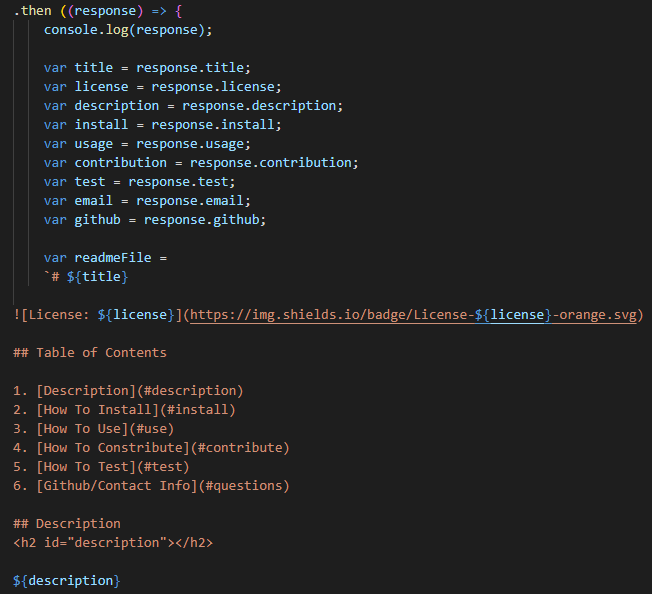 .then ((response) => {
console.log(response);
var title = response.title;
var license = response.license;
var description = response.description;
var install = response.install;
var usage = response.usage;
var contribution = response.contribution;
var test = response.test;
var email = response.email;
var github = response.github;
var readmeFile =
`# ${title}
![License: ${license}](https://img.shields.io/badge/License-${license}-orange.svg)
## Table of Contents
1. [Description](#description)
2. [How To Install](#install)
3. [How To Use](#use)
4. [How To Constribute](#contribute)
5. [How To Test](#test)
6. [Github/Contact Info](#questions)
## Description
<h2 id="description"></h2>
${description}